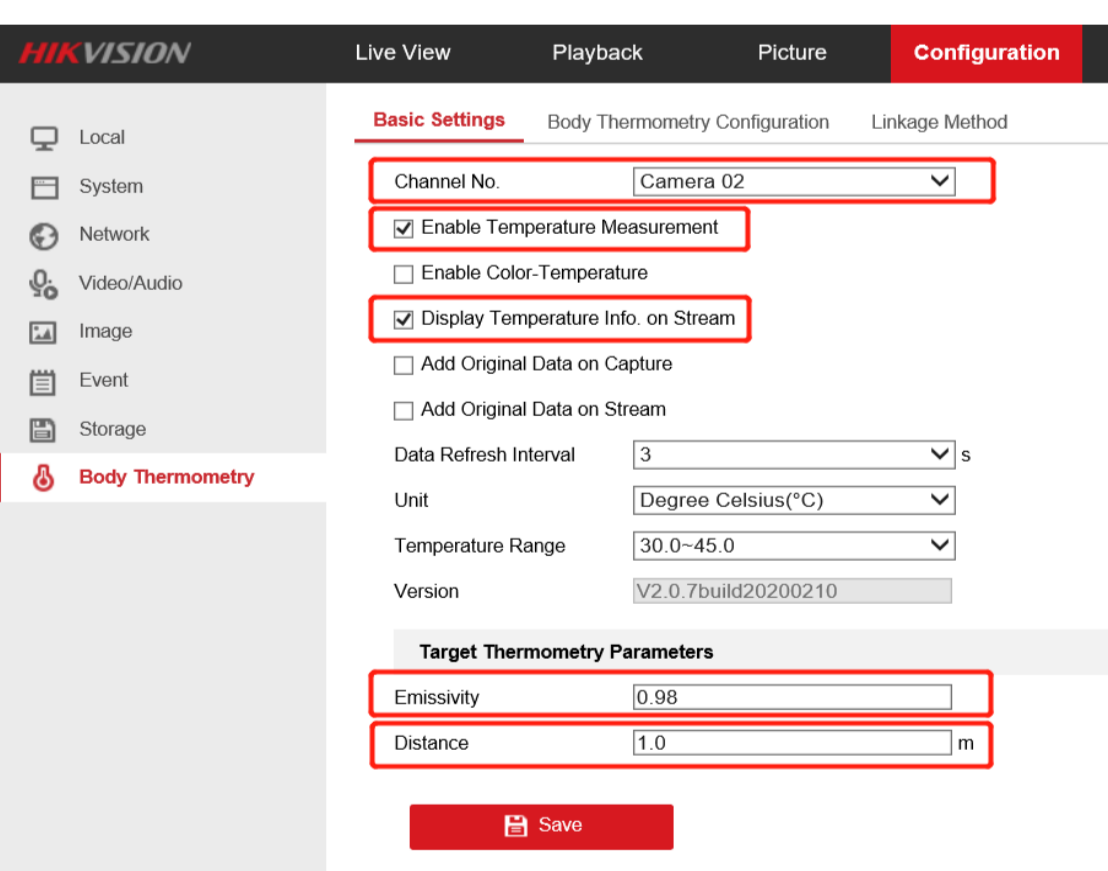 HIKVISION Live View Playback Picture Configuration
Local
System
Network
Video/Audio
Image
Event
Storage
Body Thermometry
Basic Settings Body Thermometry Configuration Linkage Method
Channel No. Camera 02
Enable Temperature Measurement
Enable Color-Temperature
Display Temperature Info. on Stream
Add Original Data on Capture
Add Original Data on Stream
Data Refresh Interval 3 s
Unit Degree Celsius(°C)
Temperature Range 30.0~45.0
Version V2.0.7build20200210
Target Thermometry Parameters
Emissivity 0.98
Distance 1.0 m
Save